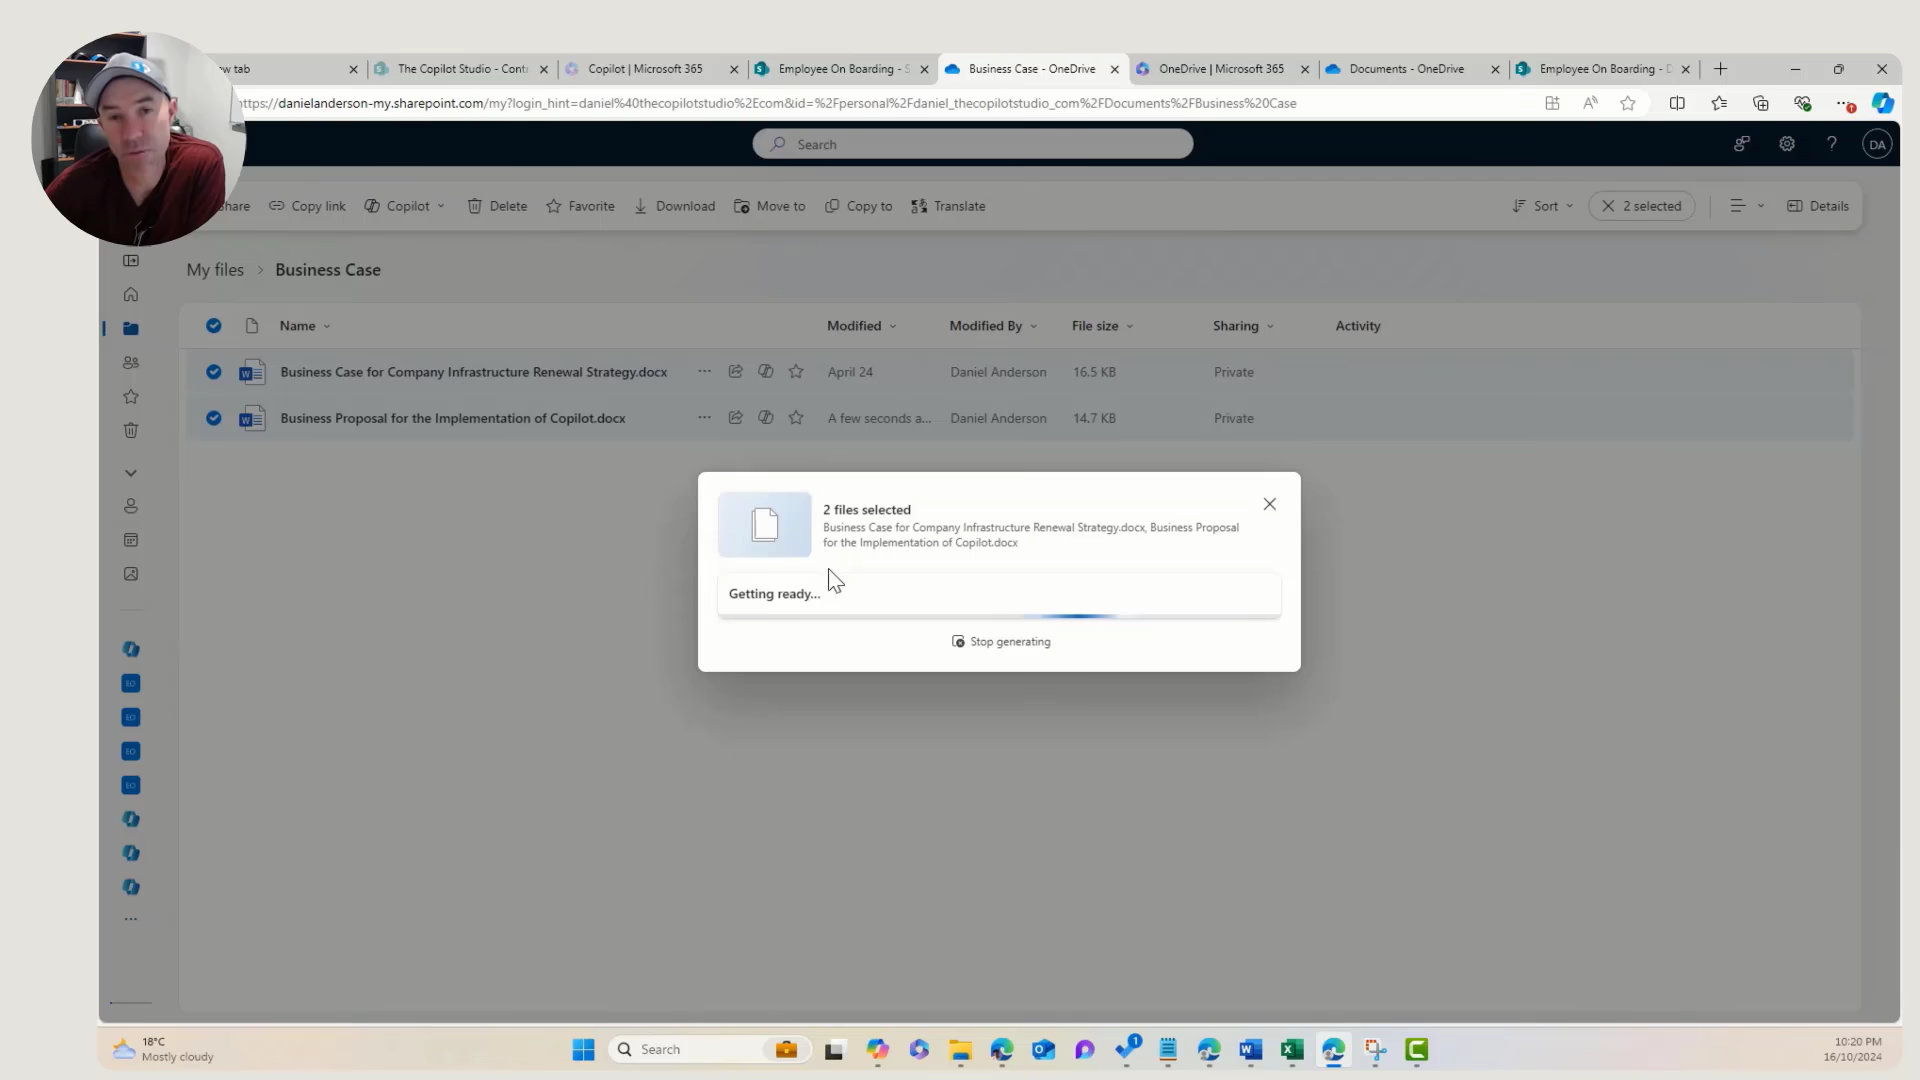 w tab
The Copilot Studio - Cont
Copilot | Microsoft 365
Employee On Boarding - S
Business Case - OneDrive
OneDrive | Microsoft 365
Documents - OneDrive
Employee On Boarding - D
https://danielanderson-my.sharepoint.com/my?login_hint=daniel%40thecopilotstudio%2Ecom&id=%2Fpersonal%2Fdaniel_thecopilotstudio_com%2FDocuments%2FBusiness%20Case
Search
DA
hare
Copy link
Copilot
Delete
Favorite
Download
Move to
Copy to
Translate
Sort
2 selected
Details
My files > Business Case
Name
Modified
Modified By
File size
Sharing
Activity
Business Case for Company Infrastructure Renewal Strategy.docx
April 24
Daniel Anderson
16.5 KB
Private
Business Proposal for the Implementation of Copilot.docx
A few seconds a...
Daniel Anderson
14.7 KB
Private
2 files selected
Business Case for Company Infrastructure Renewal Strategy.docx, Business Proposal
for the Implementation of Copilot.docx
Getting ready...
Stop generating
EO
EO
EO
EO
18°C
Mostly cloudy
Search
1
10:20 PM
16/10/2024